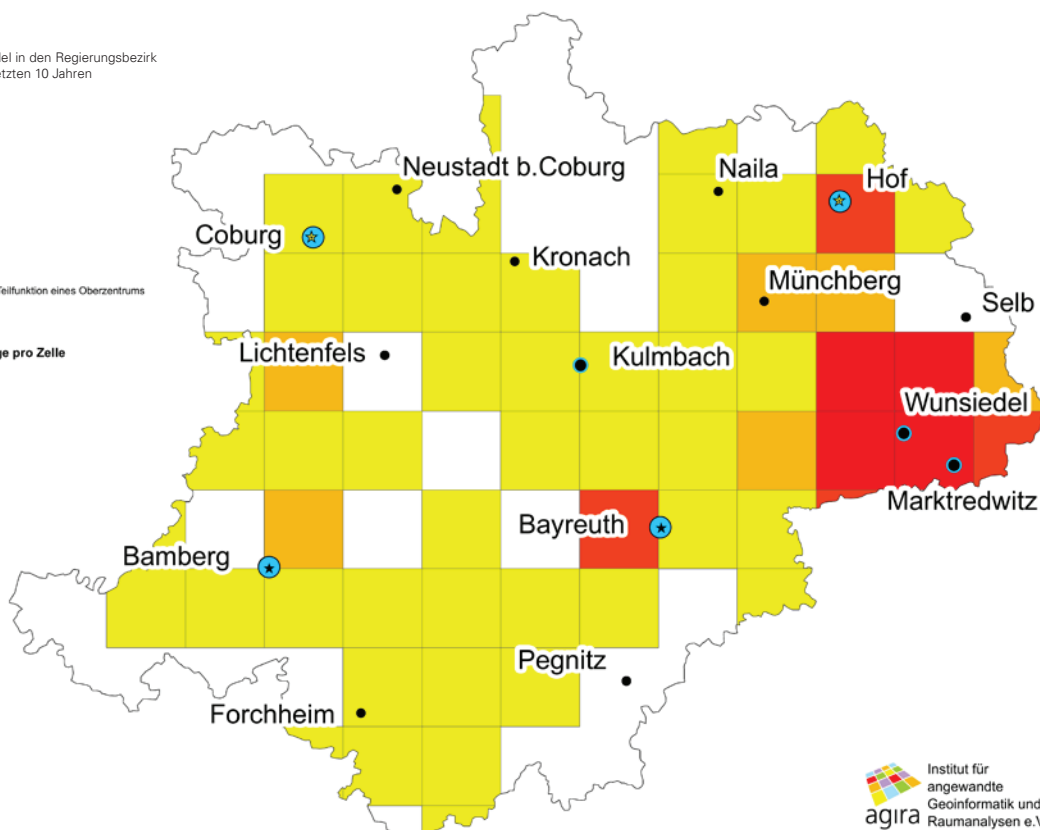 del in den Regierungsbezirk
etzten 10 Jahren
Neustadt b.Coburg
Naila
Hof
Coburg
Kronach
Münchberg
Teilfunktion eines Oberzentrums
Selb
ge pro Zelle
Lichtenfels
Kulmbach
Wunsiedel
Marktredwitz
Bayreuth
Bamberg
Pegnitz
Forchheim
Institut für
angewandte
Geoinformatik und
Raumanalysen e.V
agira